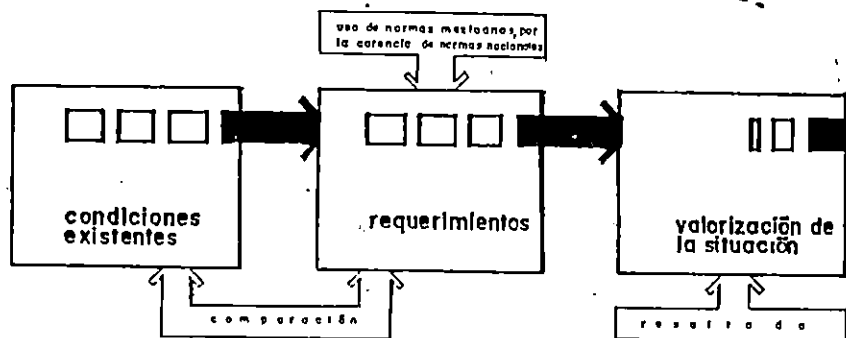 uso de normas mexicanas, por
la carencia de normas nacionales
condiciones
existentes
requerimientos
valorización de
la situación
comparación
resultado